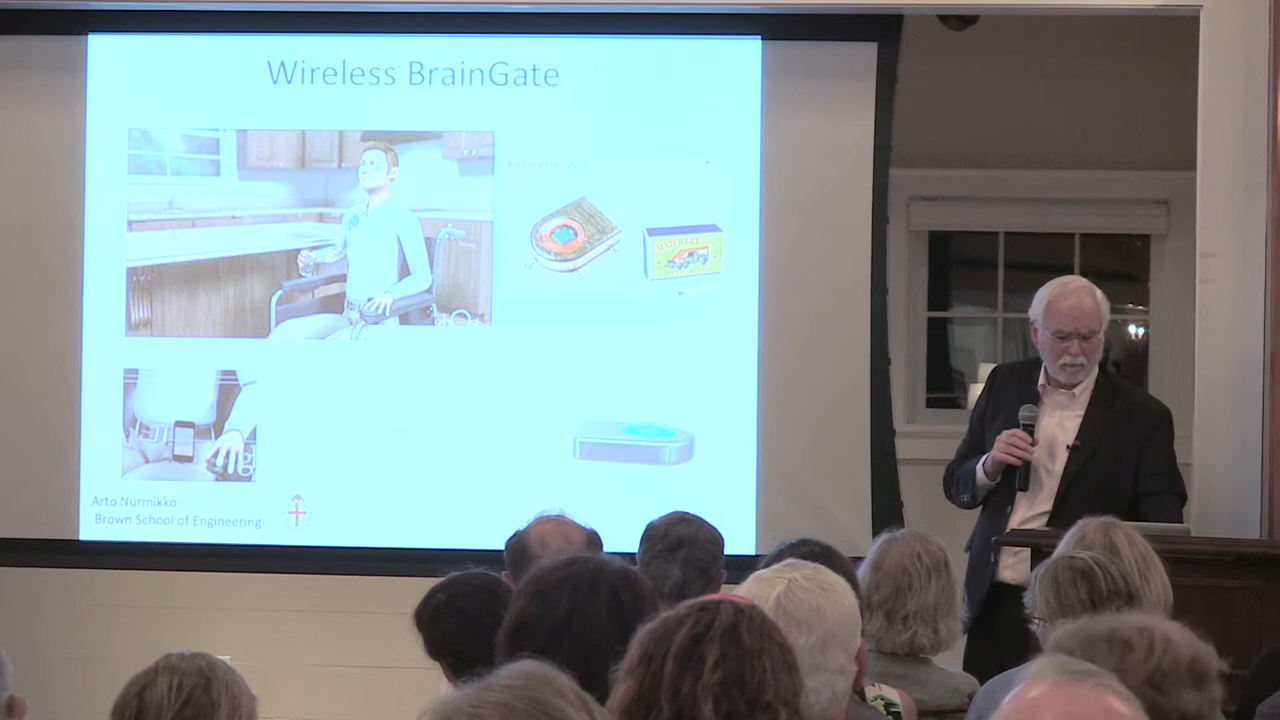 Wireless BrainGate
MATCHBOX
Arto Nurmikko
Brown School of Engineering